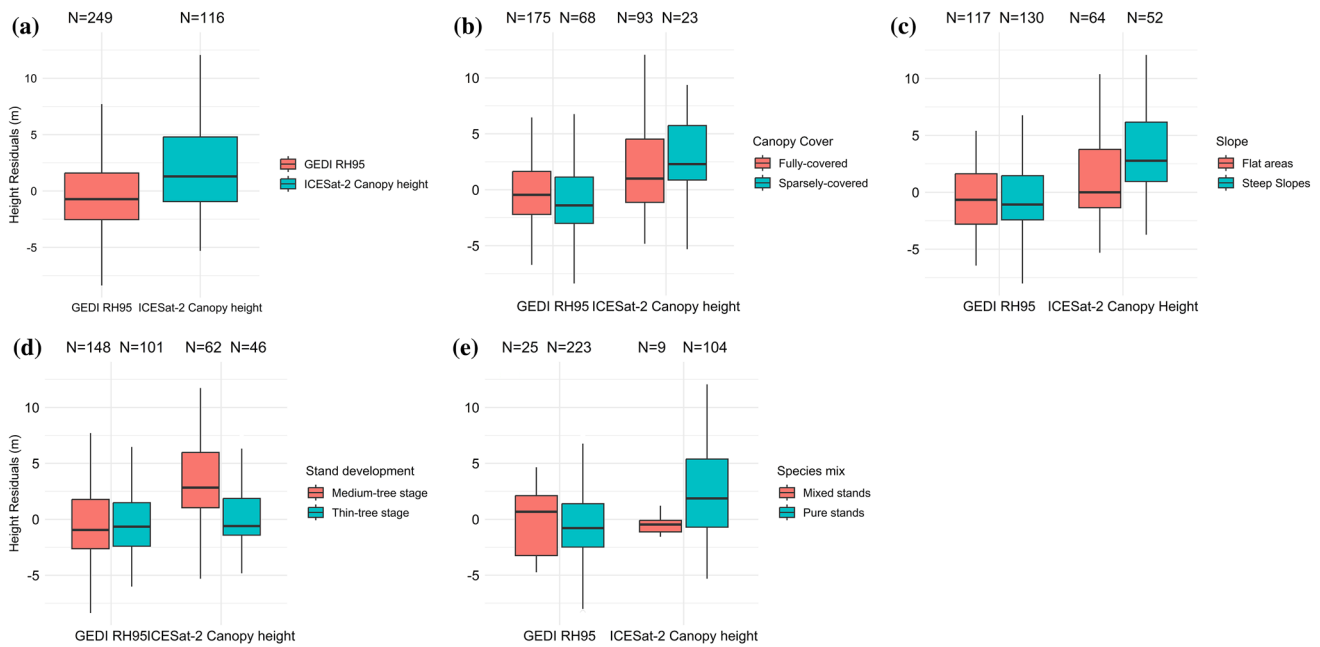 (a)
N=249 N=116
Height Residuals (m)
10
5
0
-5
GEDI RH95 ICESat-2 Canopy height
GEDI RH95
ICESat-2 Canopy height
(b)
N=175 N=68 N=93 N=23
10
5
0
-5
GEDI RH95 ICESat-2 Canopy height
Canopy Cover
Fully-covered
Sparsely-covered
(c)
N=117 N=130 N=64 N=52
10
5
0
-5
GEDI RH95 ICESat-2 Canopy Height
Slope
Flat areas
Steep Slopes
(d)
N=148 N=101 N=62 N=46
Height Residuals (m)
10
5
0
-5
GEDI RH95ICESat-2 Canopy height
Stand development
Medium-tree stage
Thin-tree stage
(e)
N=25 N=223 N=9 N=104
10
5
0
-5
GEDI RH95 ICESat-2 Canopy height
Species mix
Mixed stands
Pure stands